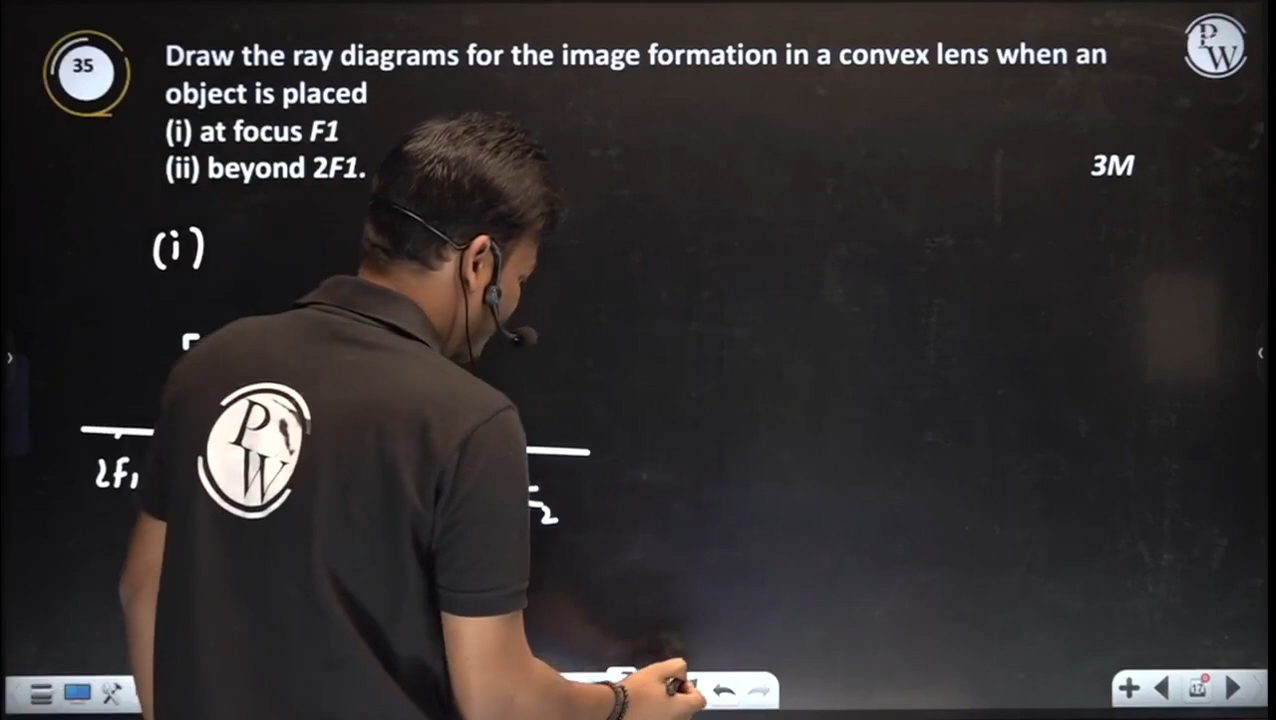 35
Draw the ray diagrams for the image formation in a convex lens when an
object is placed
(i) at focus F1
(ii) beyond 2F1.
3M
P
W
(i)
2F1
P
W
17